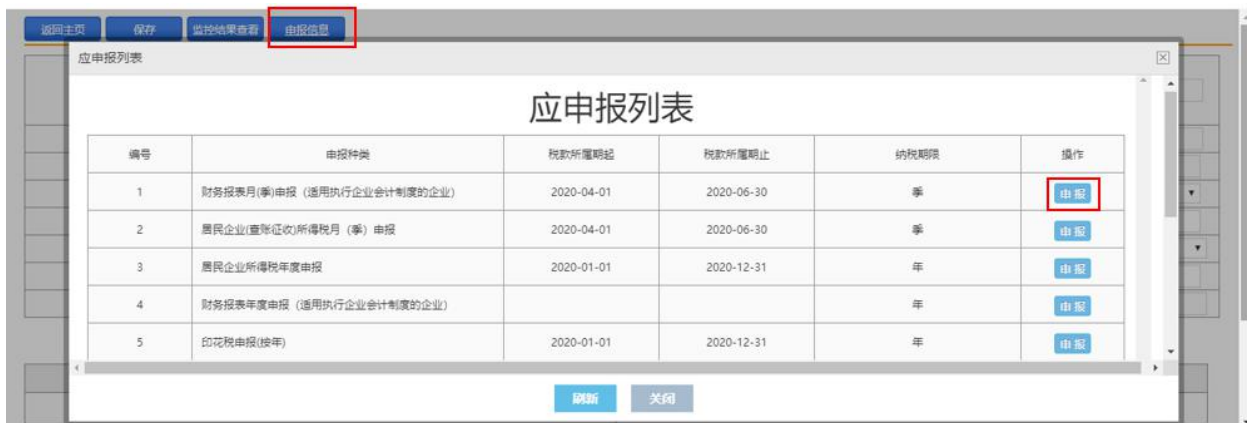 返回主页 保存 监控结果查看 申报信息
应申报列表
应申报列表
编号 申报种类 税款所属期起 税款所属期止 纳税期限 操作
1 财务报表月(季)申报（适用执行企业会计制度的企业） 2020-04-01 2020-06-30 季 申报
2 居民企业(查账征收)所得税月（季）申报 2020-04-01 2020-06-30 季 申报
3 居民企业所得税年度申报 2020-01-01 2020-12-31 年 申报
4 财务报表年度申报（适用执行企业会计制度的企业） 年 申报
5 印花税申报(按年) 2020-01-01 2020-12-31 年 申报
刷新 关闭